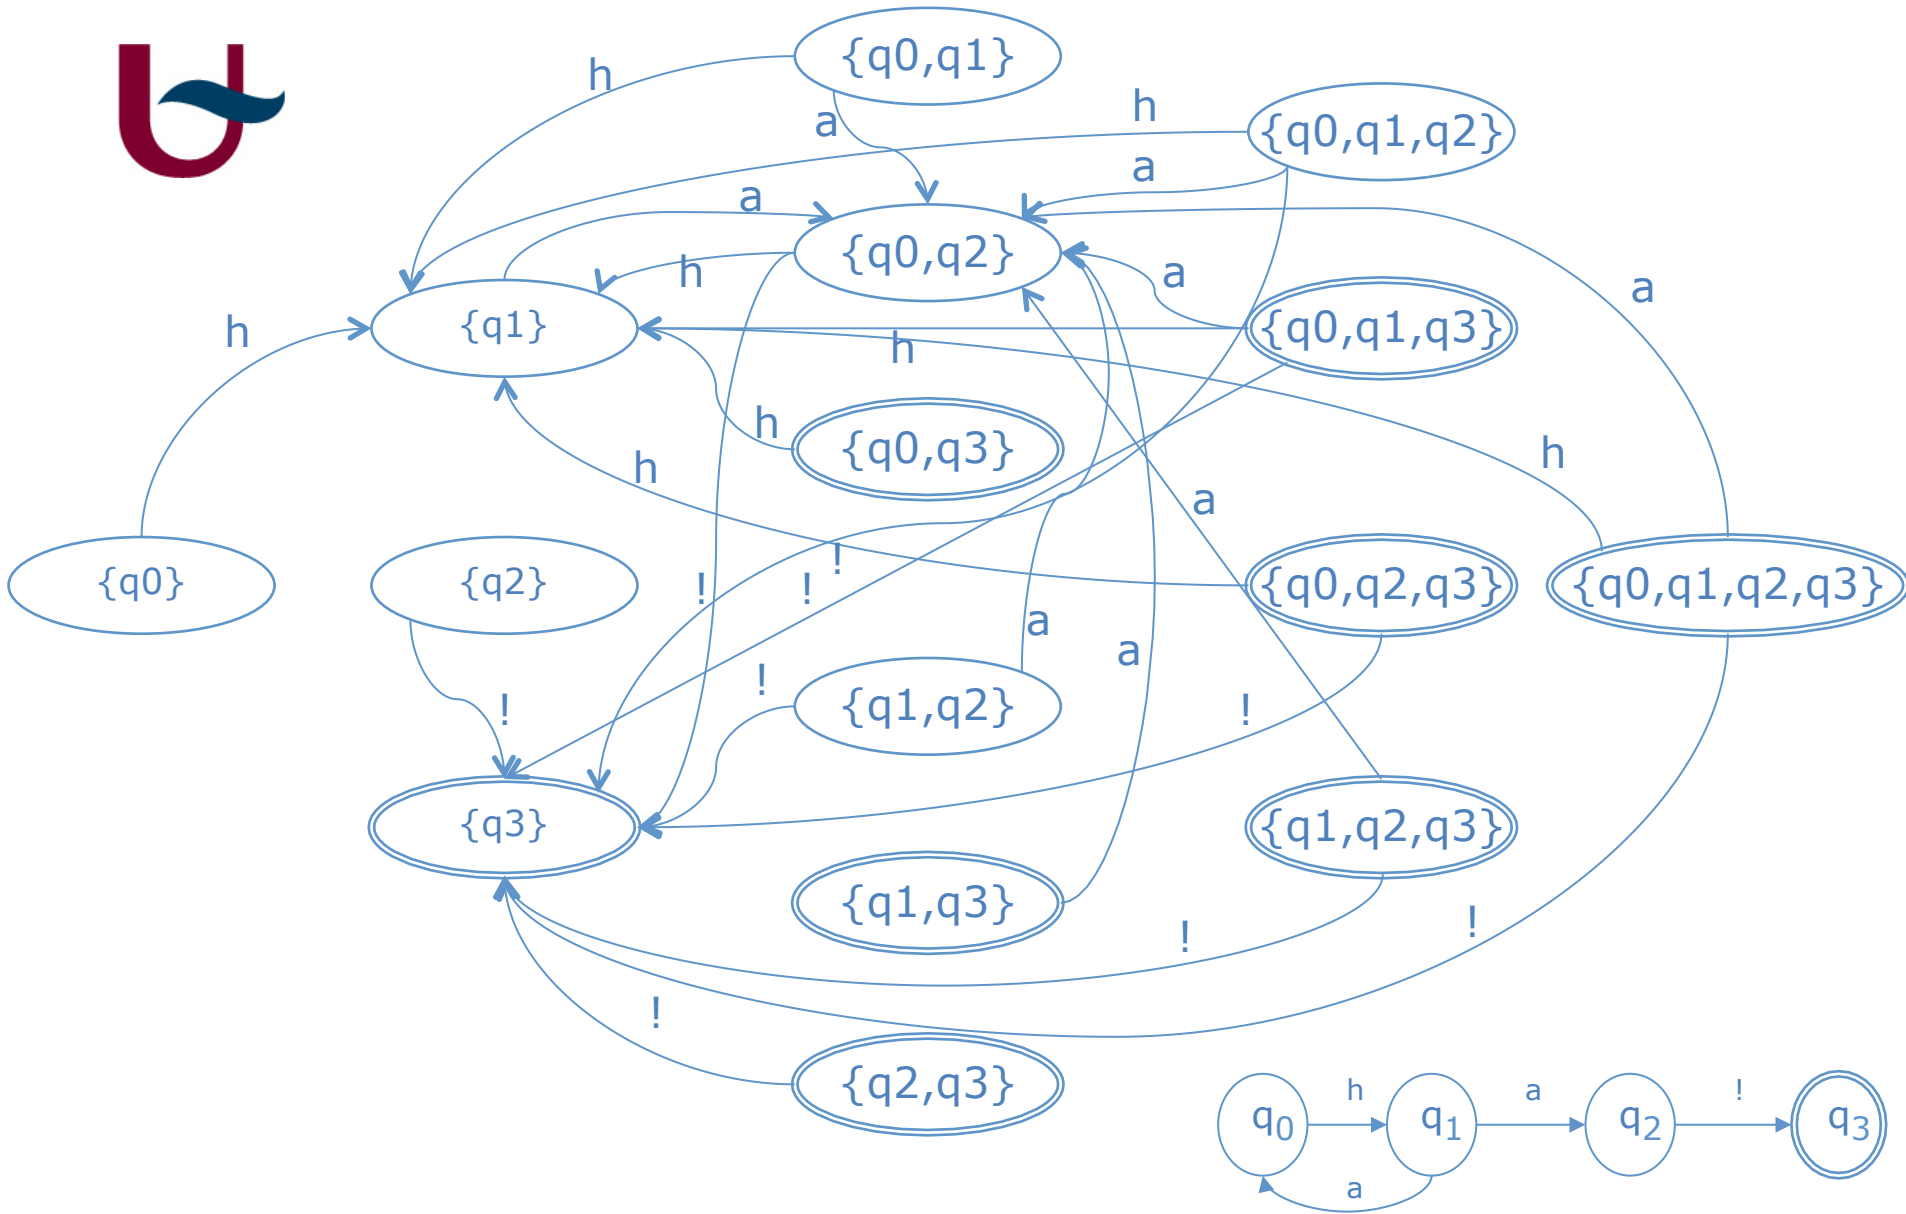 {q0,q1}
h
a
h
{q0,q1,q2}
a
a
{q0,q2}
h
a
a
h
{q1}
{q0,q1,q3}
h
h
{q0,q3}
h
h
a
{q0}
{q2}
!
!
!
{q0,q2,q3}
{q0,q1,q2,q3}
a
a
!
{q1,q2}
!
!
{q3}
{q1,q2,q3}
{q1,q3}
!
!
!
{q2,q3}
h
a
!
q0
q1
q2
q3
a